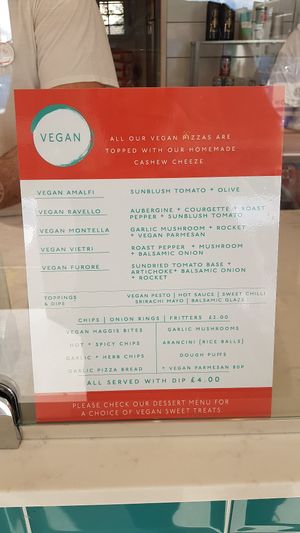 VEGAN
ALL OUR VEGAN PIZZAS ARE
TOPPED WITH OUR HOMEMADE
CASHEW CHEEZE
VEGAN AMALFI SUNBLUSH TOMATO + OLIVE
VEGAN RAVELLO AUBERGINE + COURGETTE + ROAST
PEPPER + SUNBLUSH TOMATO
VEGAN MONTELLA GARLIC MUSHROOM + ROCKET
+ VEGAN PARMESAN
VEGAN VIETRI ROAST PEPPER + MUSHROOM
+ BALSAMIC ONION
VEGAN FURORE SUNDRIED TOMATO BASE +
ARTICHOKE+ BALSAMIC ONION
+ ROCKET
TOPPINGS
& DIPS
VEGAN PESTO | HOT SAUCE | SWEET CHILLI
SRIRACHI MAYO | BALSAMIC GLAZE
CHIPS | ONION RINGS | FRITTERS £2.00
VEGAN HAGGIS BITES GARLIC MUSHROOMS
HOT + SPICY CHIPS ARANCINI (RICE BALLS)
GARLIC + HERB CHIPS DOUGH PUFFS
GARLIC PIZZA BREAD + VEGAN PARMESAN 80P
ALL SERVED WITH DIP £4.00
PLEASE CHECK OUR DESSERT MENU FOR
A CHOICE OF VEGAN SWEET TREATS